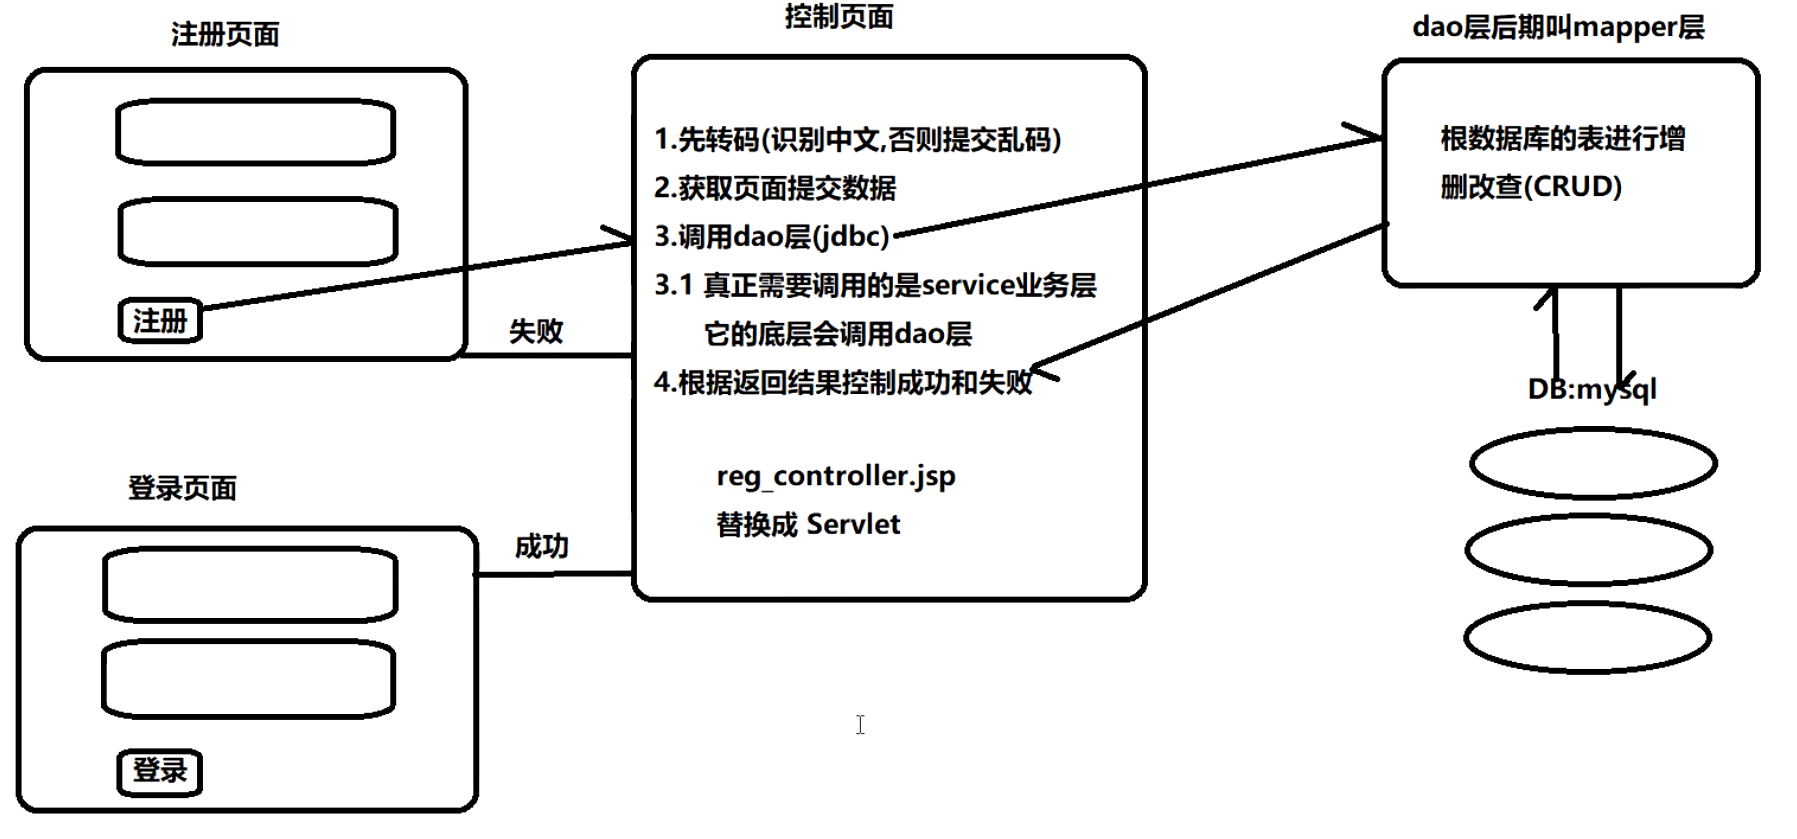 注册页面
注册
失败
登录页面
登录
成功
控制页面
1.先转码(识别中文,否则提交乱码)
2.获取页面提交数据
3.调用dao层(jdbc)
3.1 真正需要调用的是service业务层
它的底层会调用dao层
4.根据返回结果控制成功和失败
reg_controller.jsp
替换成 Servlet
dao层后期叫mapper层
根数据库的表进行增
删改查(CRUD)
DB:mysql